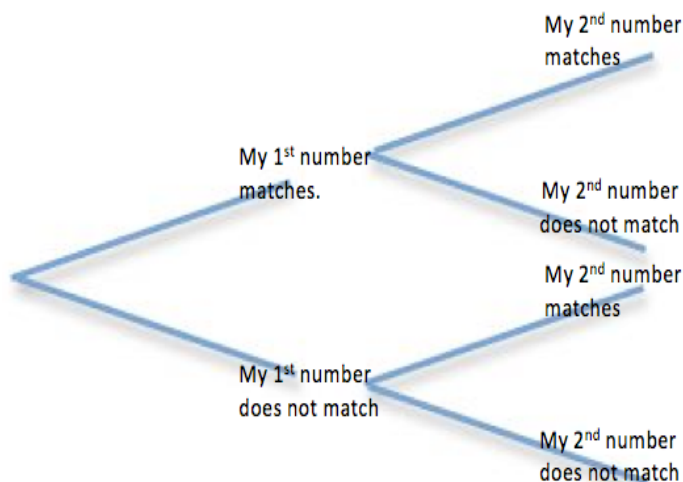 My 2nd number
matches
My 1st number
matches.
My 2nd number
does not match
My 2nd number
matches
My 1st number
does not match
My 2nd number
does not match